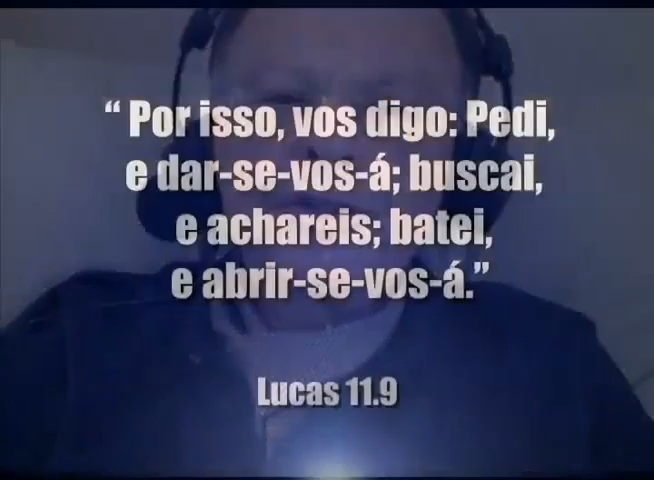 “ Por isso, vos digo: Pedi,
e dar-se-vos-á; buscai,
e achareis; batei,
e abrir-se-vos-á.”
Lucas 11.9